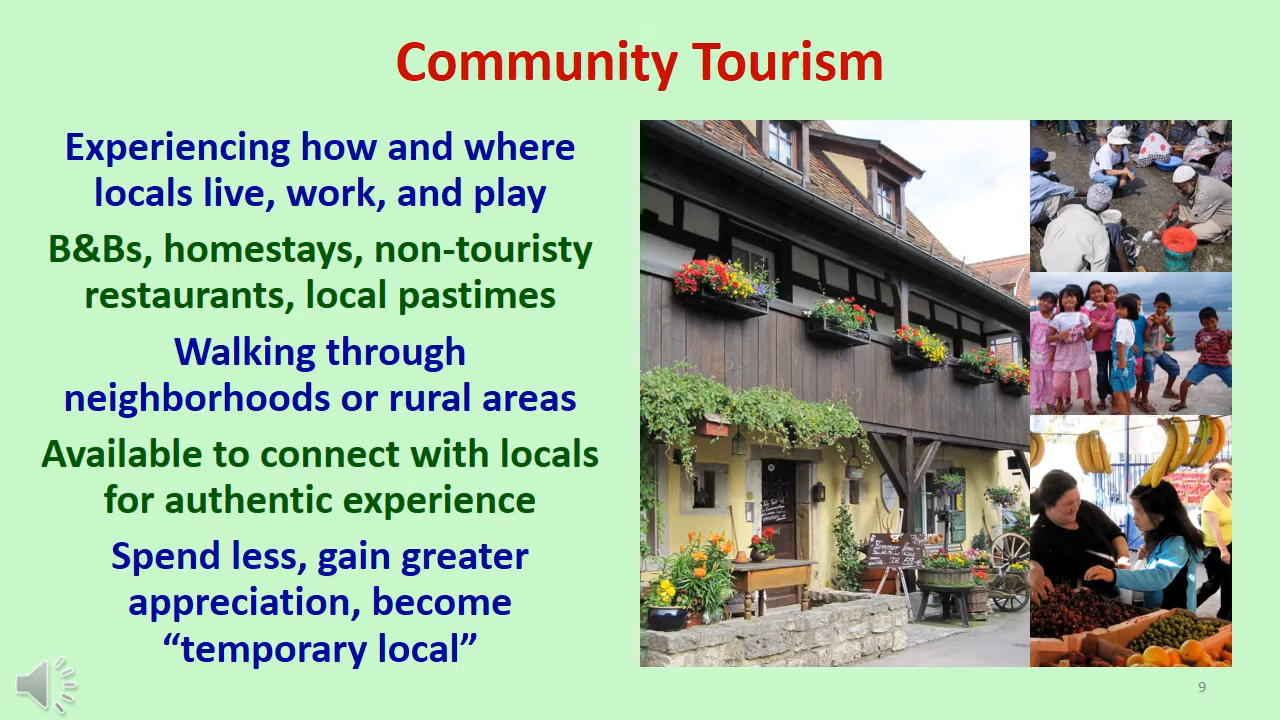 Community Tourism
Experiencing how and where
locals live, work, and play
B&Bs, homestays, non-touristy
restaurants, local pastimes
Walking through
neighborhoods or rural areas
Available to connect with locals
for authentic experience
Spend less, gain greater
appreciation, become
“temporary local”
9